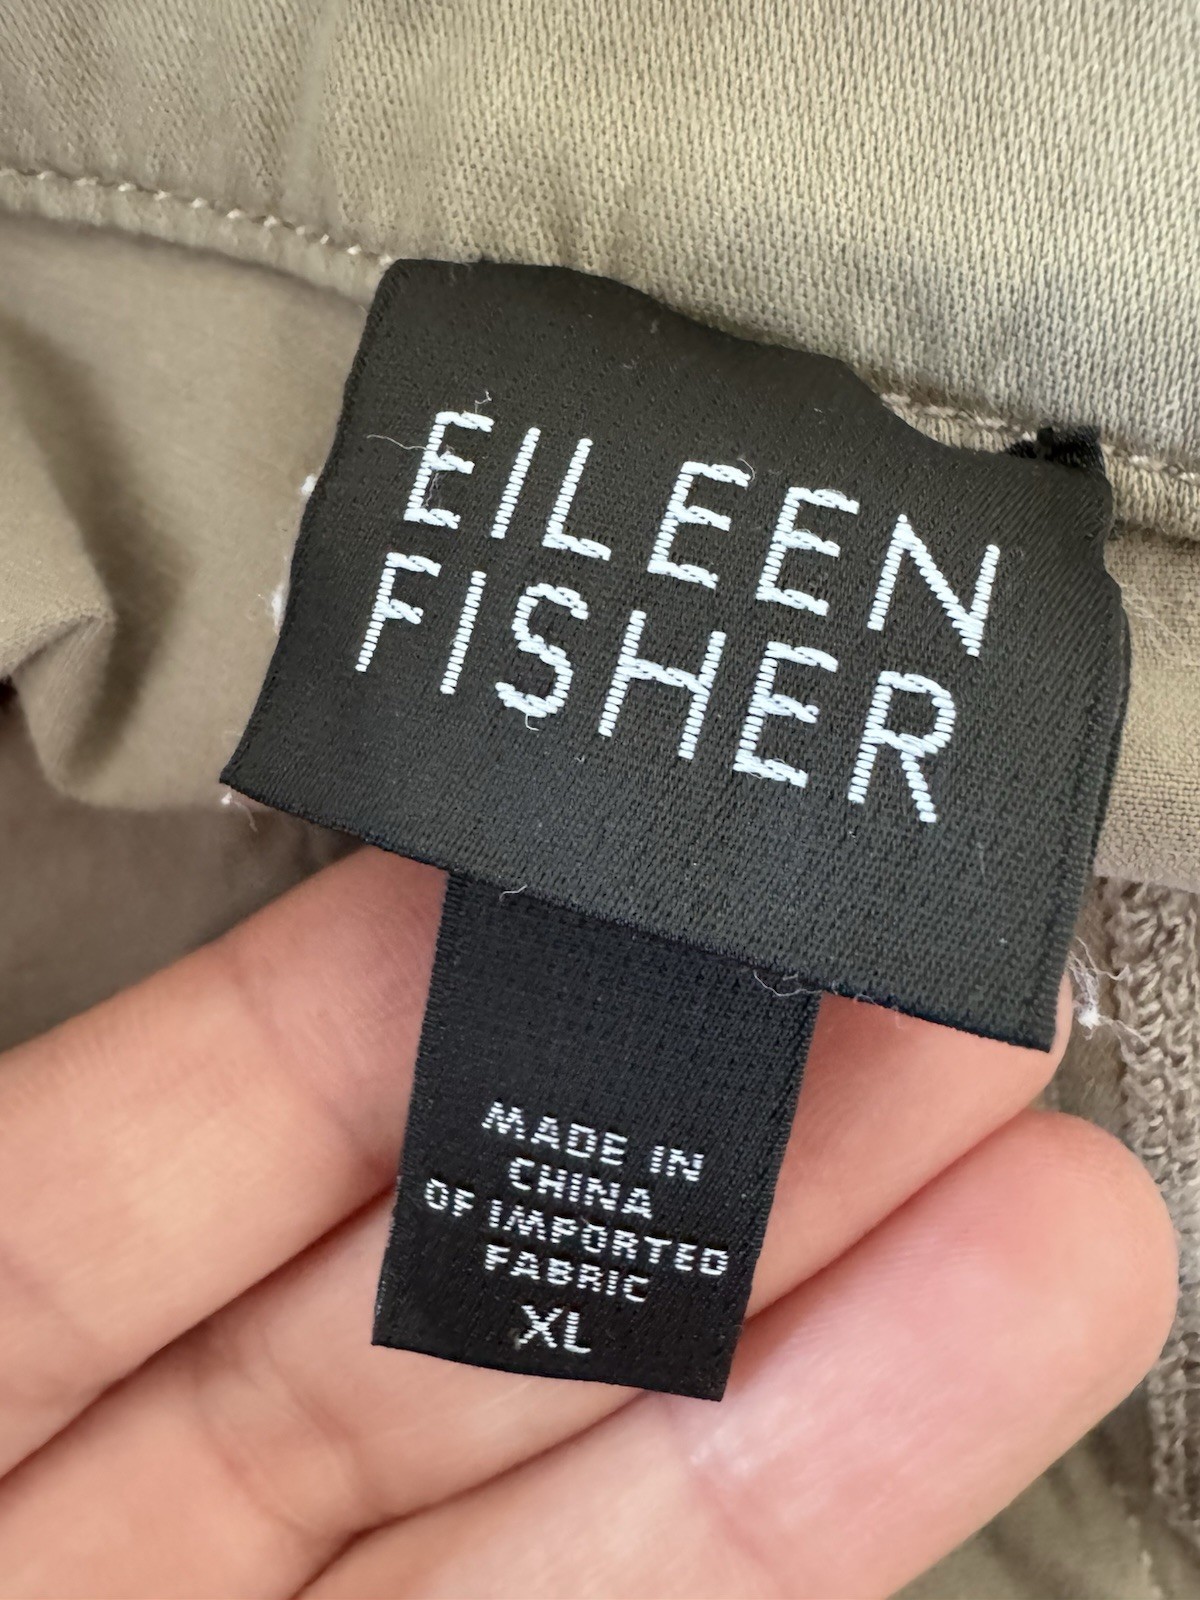 EILEEN
FISHER
MADE IN
CHINA
OF IMPORTED
FABRIC
XL